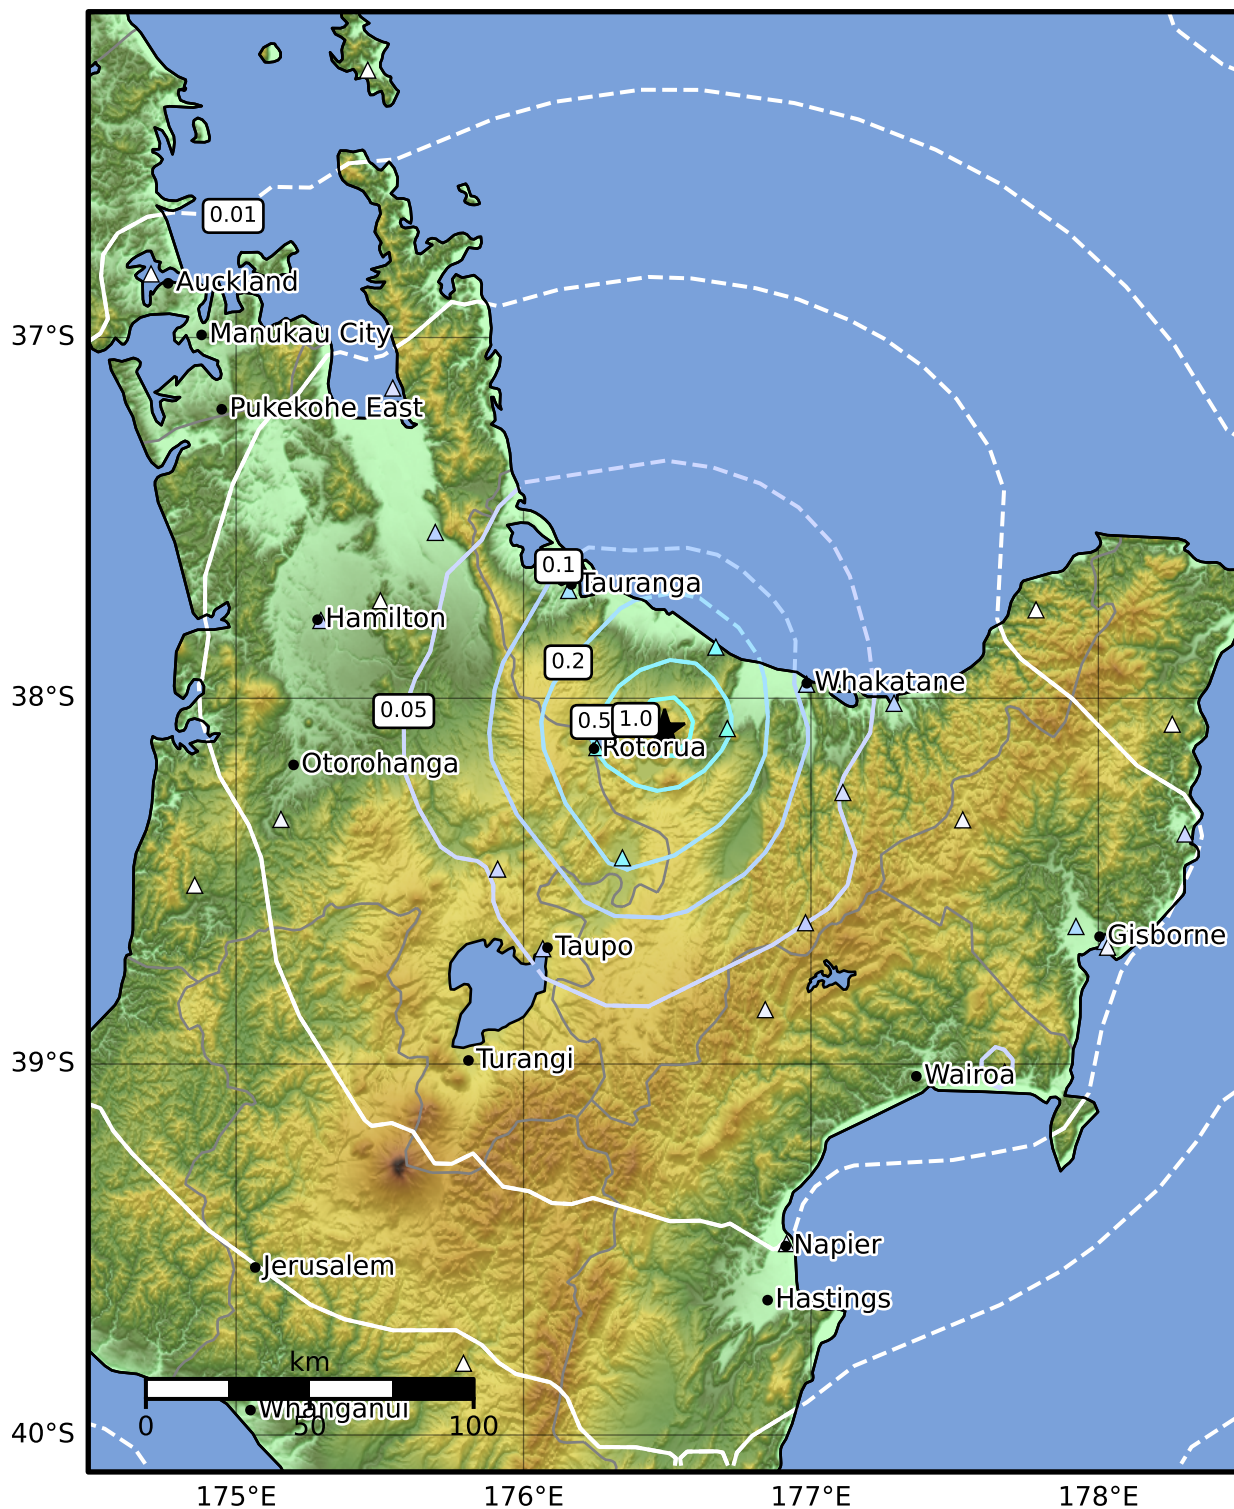 0.01
Auckland
Manukau City
37°S
Pukekohe East
0.1
Tauranga
Hamilton
0.2
Whakatane
38°S
0.05
0.5
1.0
Rotorua
Otorohanga
Gisborne
Taupo
Turangi
39°S
Wairoa
Napier
Jerusalem
Hastings
km
Whanganui
0
50
100
40°S
175°E
176°E
177°E
178°E